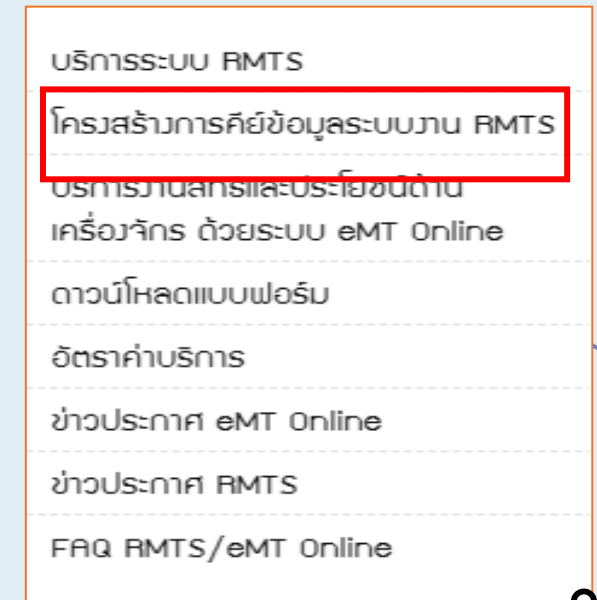 บริการระบบ RMTS
โครงสร้างการคีย์ข้อมูลระบบงาน RMTS
บริการงานสิทธิและประโยชน์ด้าน
เครื่องจักร ด้วยระบบ eMT Online
ดาวน์โหลดแบบฟอร์ม
อัตราค่าบริการ
ข่าวประกาศ eMT Online
ข่าวประกาศ RMTS
FAQ RMTS/eMT Online